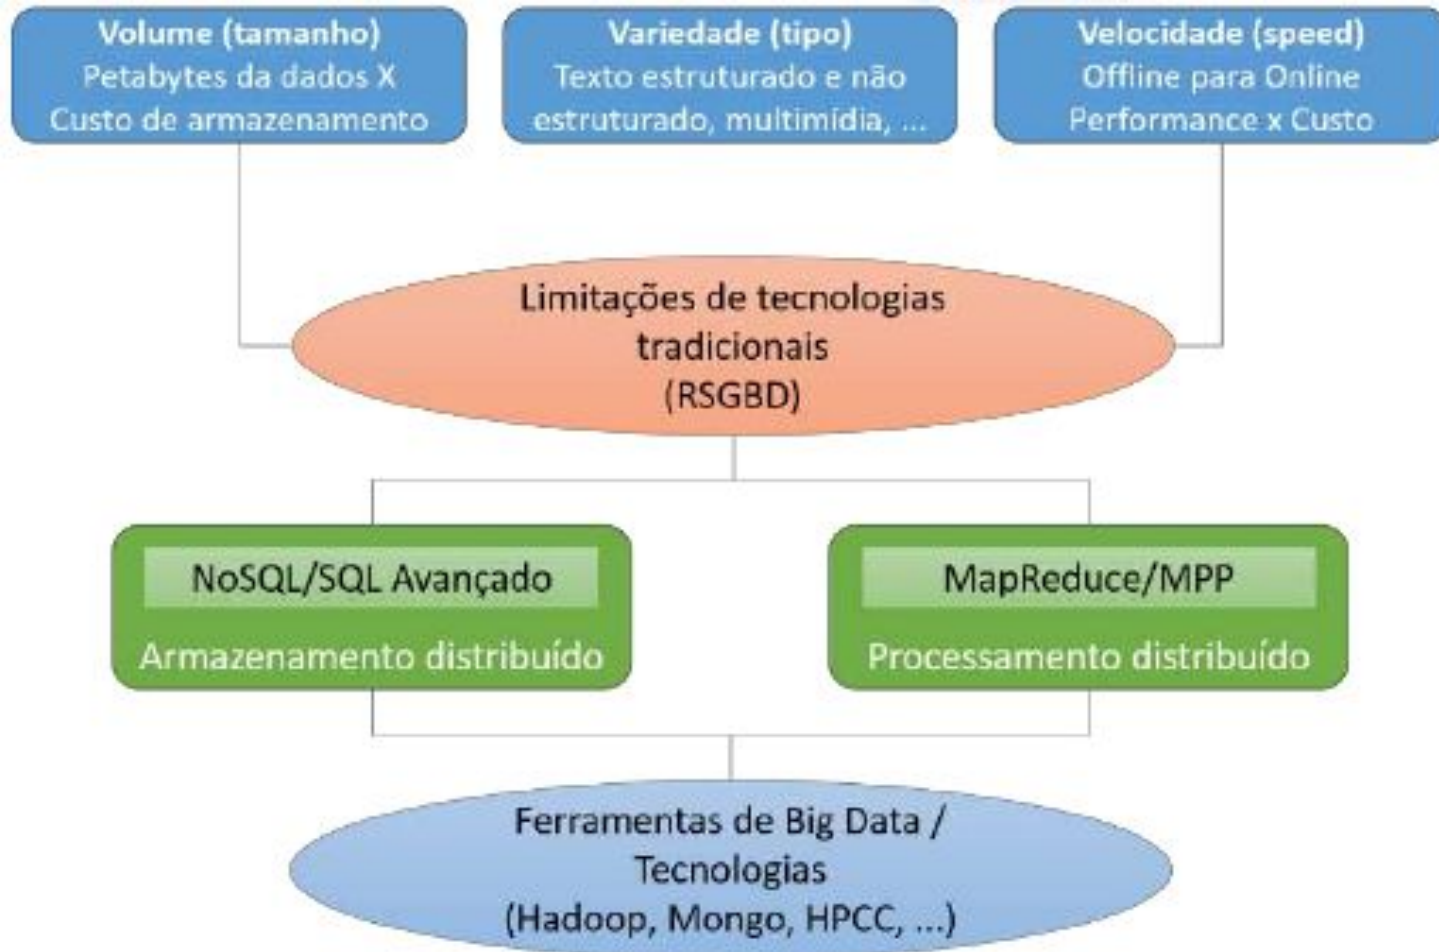 Volume (tamanho)
Petabytes da dados X
Custo de armazenamento
Variedade (tipo)
Texto estruturado e não
estruturado, multimídia, ...
Velocidade (speed)
Offline para Online
Performance x Custo
Limitações de tecnologias
tradicionais
(RSGBD)
NoSQL/SQL Avançado
Armazenamento distribuído
MapReduce/MPP
Processamento distribuído
Ferramentas de Big Data /
Tecnologias
(Hadoop, Mongo, HPCC, ...)